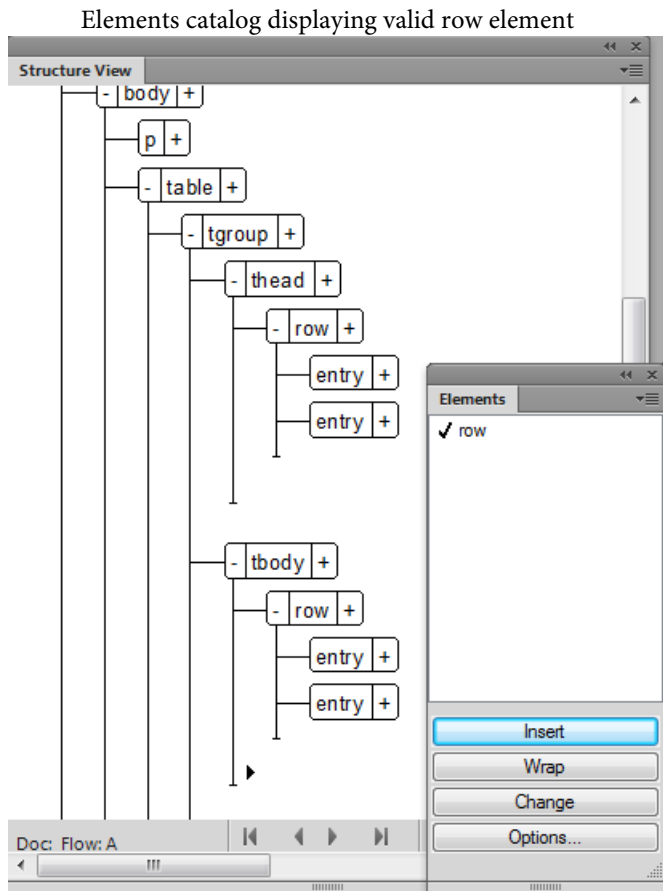 Elements catalog displaying valid row element
Structure View
- body +
p +
- table +
- tgroup +
- thead +
- row +
entry +
entry +
- tbody +
- row +
entry +
entry +
Doc: Flow: A
Elements
✓ row
Insert
Wrap
Change
Options...